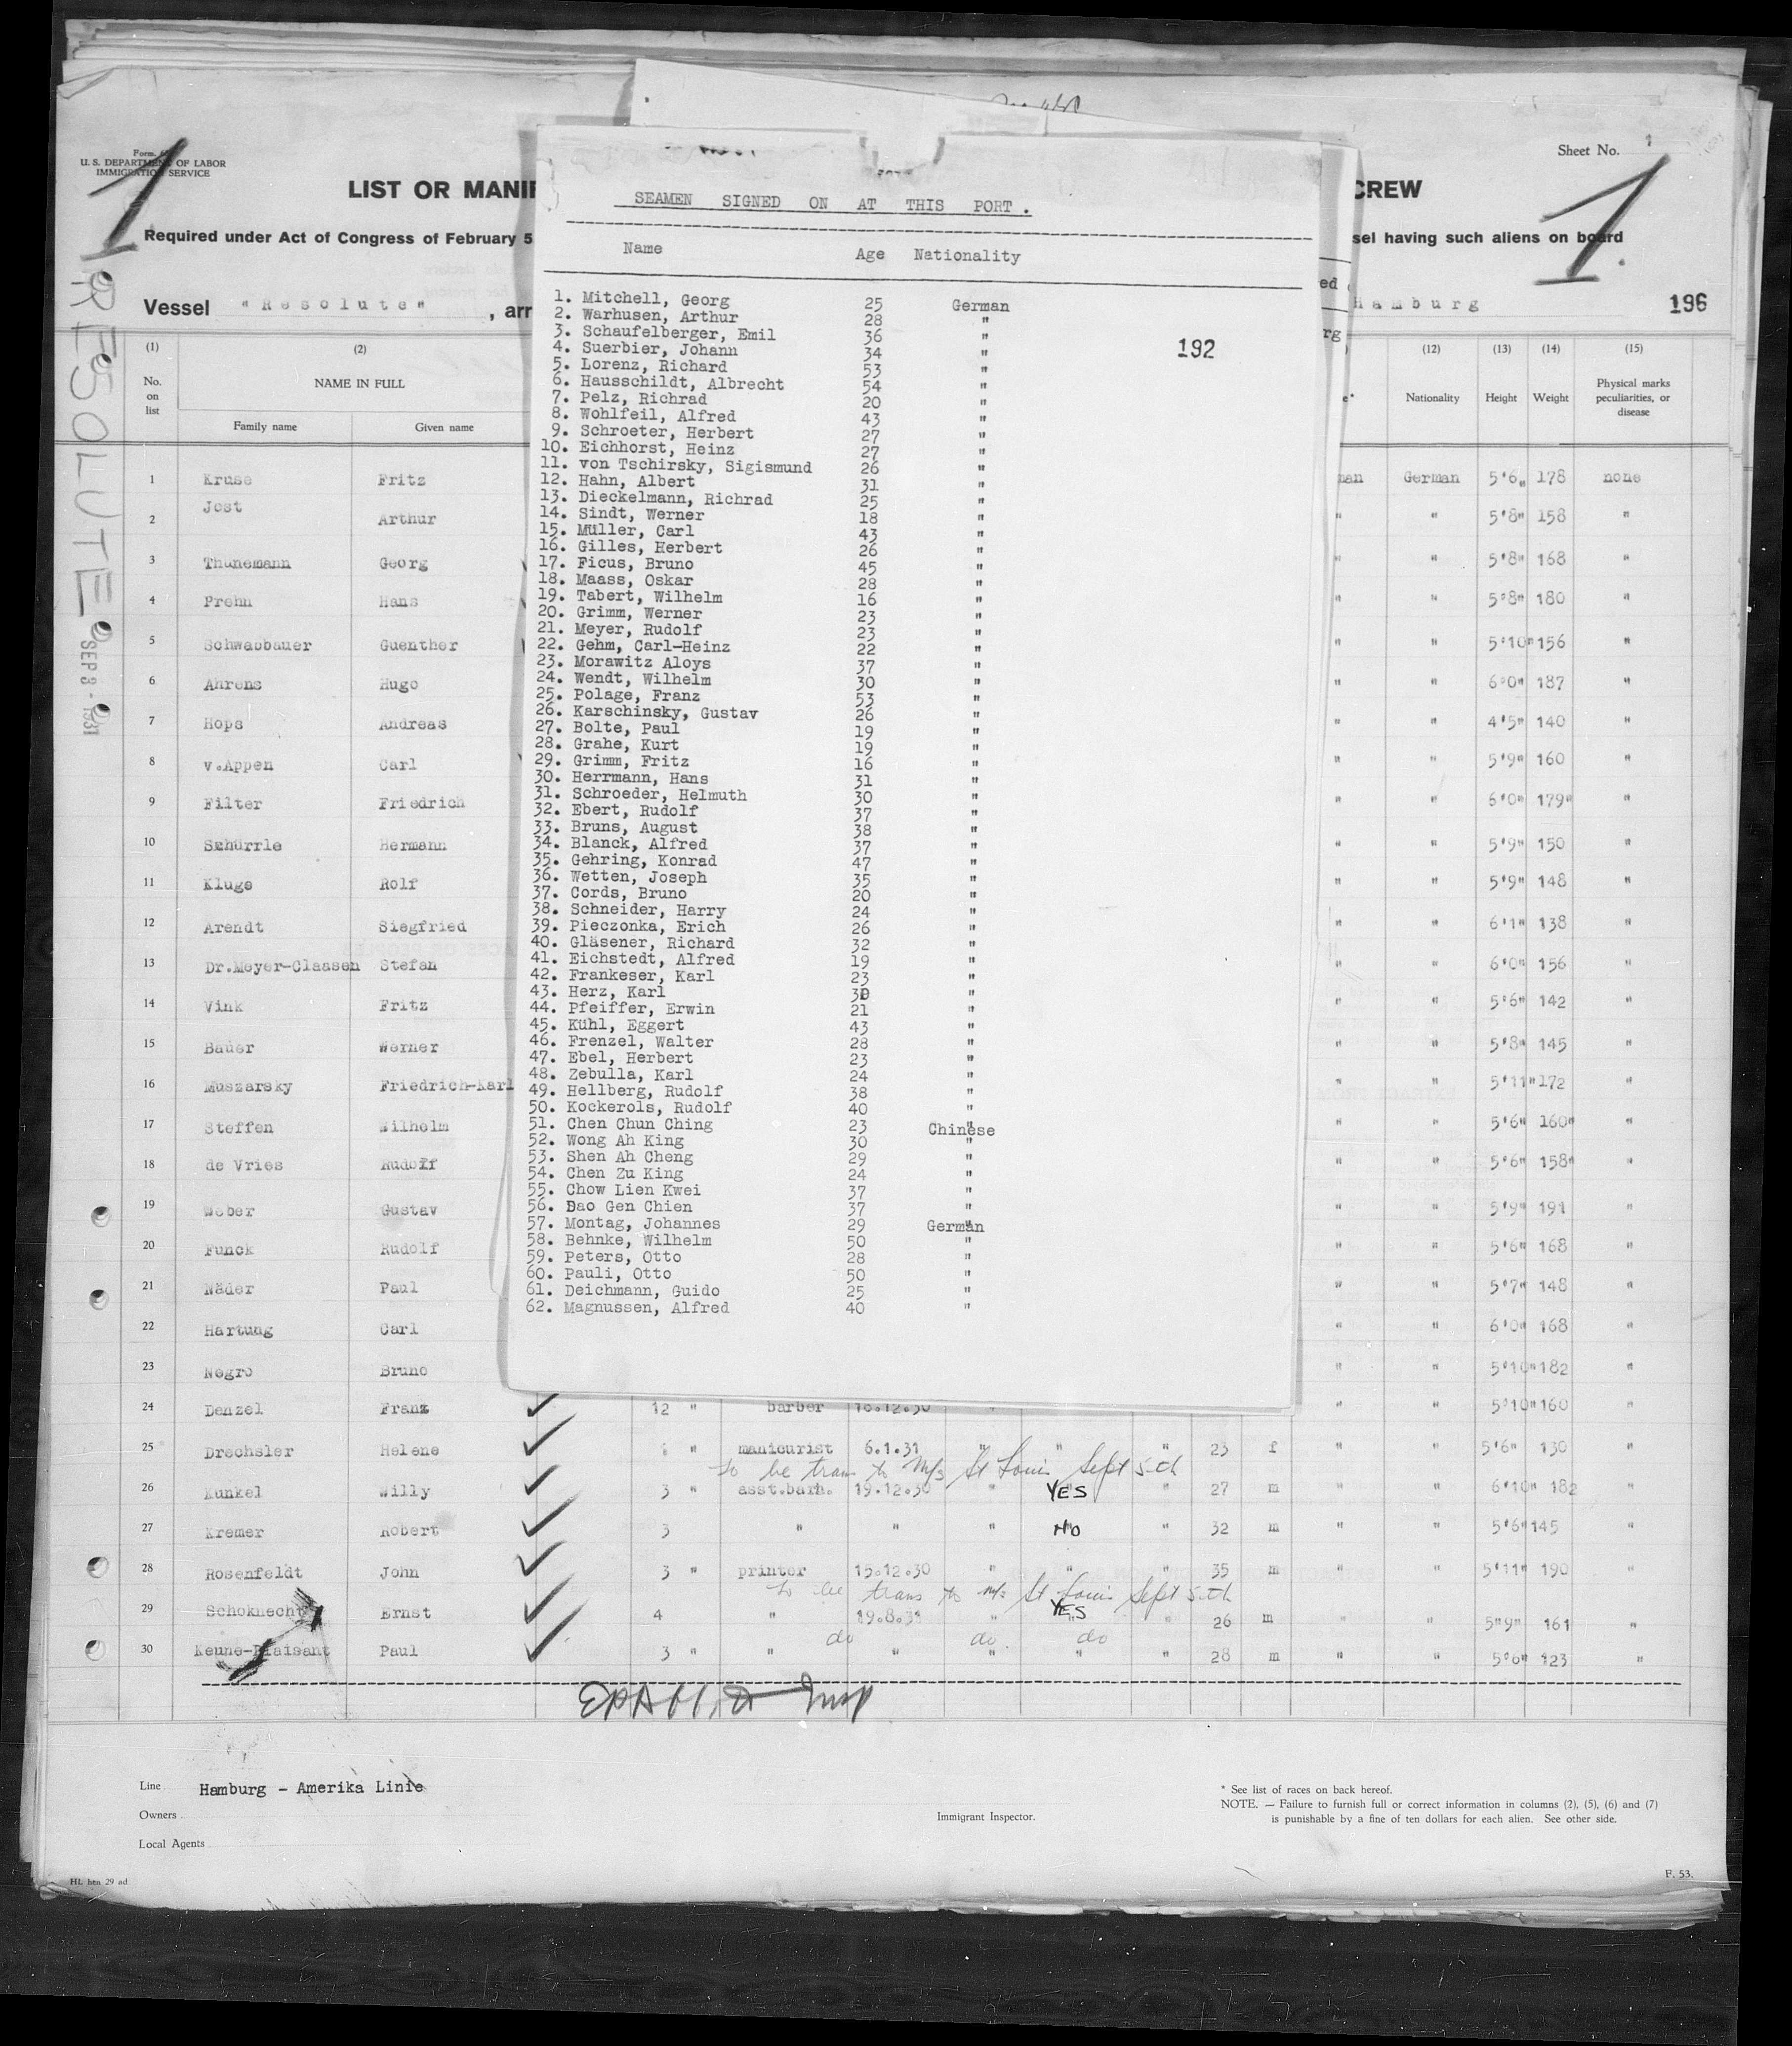 Form
U. S. DEPARTMENT OF LABOR
IMMIGRATION SERVICE
1
Sheet No. 1
1
LIST OR MANIF
CREW
Required under Act of Congress of February 5
sel having such aliens on board
Vessel "Resolute" , arr
Hamburg
196
RESOLUTE
SEP 8 - 1931
SEAMEN SIGNED ON AT THIS PORT.
Name Age Nationality
192
1. Mitchell, Georg 25 German
2. Warhusen, Arthur 28 "
3. Schaufelberger, Emil 36 "
4. Suerbier, Johann 34 "
5. Lorenz, Richard 53 "
6. Hausschildt, Albrecht 54 "
7. Pelz, Richrad 20 "
8. Wohlfeil, Alfred 43 "
9. Schroeter, Herbert 27 "
10. Eichhorst, Heinz 27 "
11. von Tschirsky, Sigismund 26 "
12. Hahn, Albert 31 "
13. Dieckelmann, Richrad 25 "
14. Sindt, Werner 18 "
15. Müller, Carl 43 "
16. Gilles, Herbert 26 "
17. Ficus, Bruno 45 "
18. Maass, Oskar 28 "
19. Tabert, Wilhelm 16 "
20. Grimm, Werner 23 "
21. Meyer, Rudolf 23 "
22. Gehm, Carl-Heinz 22 "
23. Morawitz Aloys 37 "
24. Wendt, Wilhelm 30 "
25. Polage, Franz 53 "
26. Karschinsky, Gustav 26 "
27. Bolte, Paul 19 "
28. Grahe, Kurt 19 "
29. Grimm, Fritz 16 "
30. Herrmann, Hans 31 "
31. Schroeder, Helmuth 30 "
32. Ebert, Rudolf 37 "
33. Bruns, August 38 "
34. Blanck, Alfred 37 "
35. Gehring, Konrad 47 "
36. Wetten, Joseph 35 "
37. Cords, Bruno 20 "
38. Schneider, Harry 24 "
39. Pieczonka, Erich 26 "
40. Gläsener, Richard 32 "
41. Eichstedt, Alfred 19 "
42. Frankeser, Karl 23 "
43. Herz, Karl 30 "
44. Pfeiffer, Erwin 21 "
45. Kühl, Eggert 43 "
46. Frenzel, Walter 28 "
47. Ebel, Herbert 23 "
48. Zebulla, Karl 24 "
49. Hellberg, Rudolf 38 "
50. Kockerols, Rudolf 40 "
51. Chen Chun Ching 23 Chinese
52. Wong Ah King 30 "
53. Shen Ah Cheng 29 "
54. Chen Zu King 24 "
55. Chow Lien Kwei 37 "
56. Dao Gen Chien 37 "
57. Montag, Johannes 29 German
58. Behnke, Wilhelm 50 "
59. Peters, Otto 28 "
60. Pauli, Otto 50 "
61. Deichmann, Guido 25 "
62. Magnussen, Alfred 40 "
(1) (2) (12) (13) (14) (15)
No. on list NAME IN FULL Nationality Height Weight Physical marks peculiarities, or disease
Family name Given name
1 Kruse Fritz man German 5'6" 178 none
2 Jost Arthur " " 5'8" 158 "
3 Thunemann Georg " " 5'8" 168 "
4 Prehn Hans " " 5'8" 180 "
5 Schwabbauer Guenther " " 5'10" 156 "
6 Ahrens Hugo " " 6'0" 187 "
7 Hops Andreas " " 4'5" 140 "
8 v.Appen Carl " " 5'9" 160 "
9 Filter Friedrich " " 6'0" 179" "
10 Schürrle Hermann " " 5'9" 150 "
11 Kluge Rolf " " 5'9" 148 "
12 Arendt Siegfried " " 6'1" 138 "
13 Dr.Meyer-Claasen Stefan " " 6'0" 156 "
14 Vink Fritz " " 5'6" 142 "
15 Bauer Werner " " 5'8" 145 "
16 Muszarsky Friedrich-Karl " " 5'11" 172 "
17 Steffen Wilhelm " " 5'6" 160" "
18 de Vries Rudolf " " 5'6" 158" "
19 Weber Gustav " " 5'9" 191 "
20 Funck Rudolf " " 5'6" 168 "
21 Näder Paul " " 5'7" 148 "
22 Hartung Carl " " 6'0" 168 "
23 Negro Bruno " " 5'10" 182 "
24 Denzel Franz 12 " barber 16.12.30 " " 5'10" 160 "
25 Drechsler Helene " manicurist 6.1.31 " " " 23 f " " 5'6" 130 "
to be trans to M/s St Louis Sept 5th
26 Kunkel Willy 3 " asst.barb. 19.12.30 " YES " 27 m " " 6'10" 182 "
27 Kremer Robert 3 " " " NO " 32 m " " 5'6" 145 "
28 Rosenfeldt John 3 " printer 15.12.30 " " " 35 m " " 5'11" 190 "
to be trans to M/s St Louis Sept 5th
29 Schoknecht Ernst 4 " 19.8.31 " YES " 26 m " " 5"9" 161 "
do do do
30 Keune-Plaisant Paul 3 " " " " " " 28 m " " 5'6" 123 "
Line Hamburg - Amerika Linie
Owners
Local Agents
Immigrant Inspector.
* See list of races on back hereof.
NOTE. — Failure to furnish full or correct information in columns (2), (5), (6) and (7)
is punishable by a fine of ten dollars for each alien. See other side.
HL htn 29 ad
F. 53.